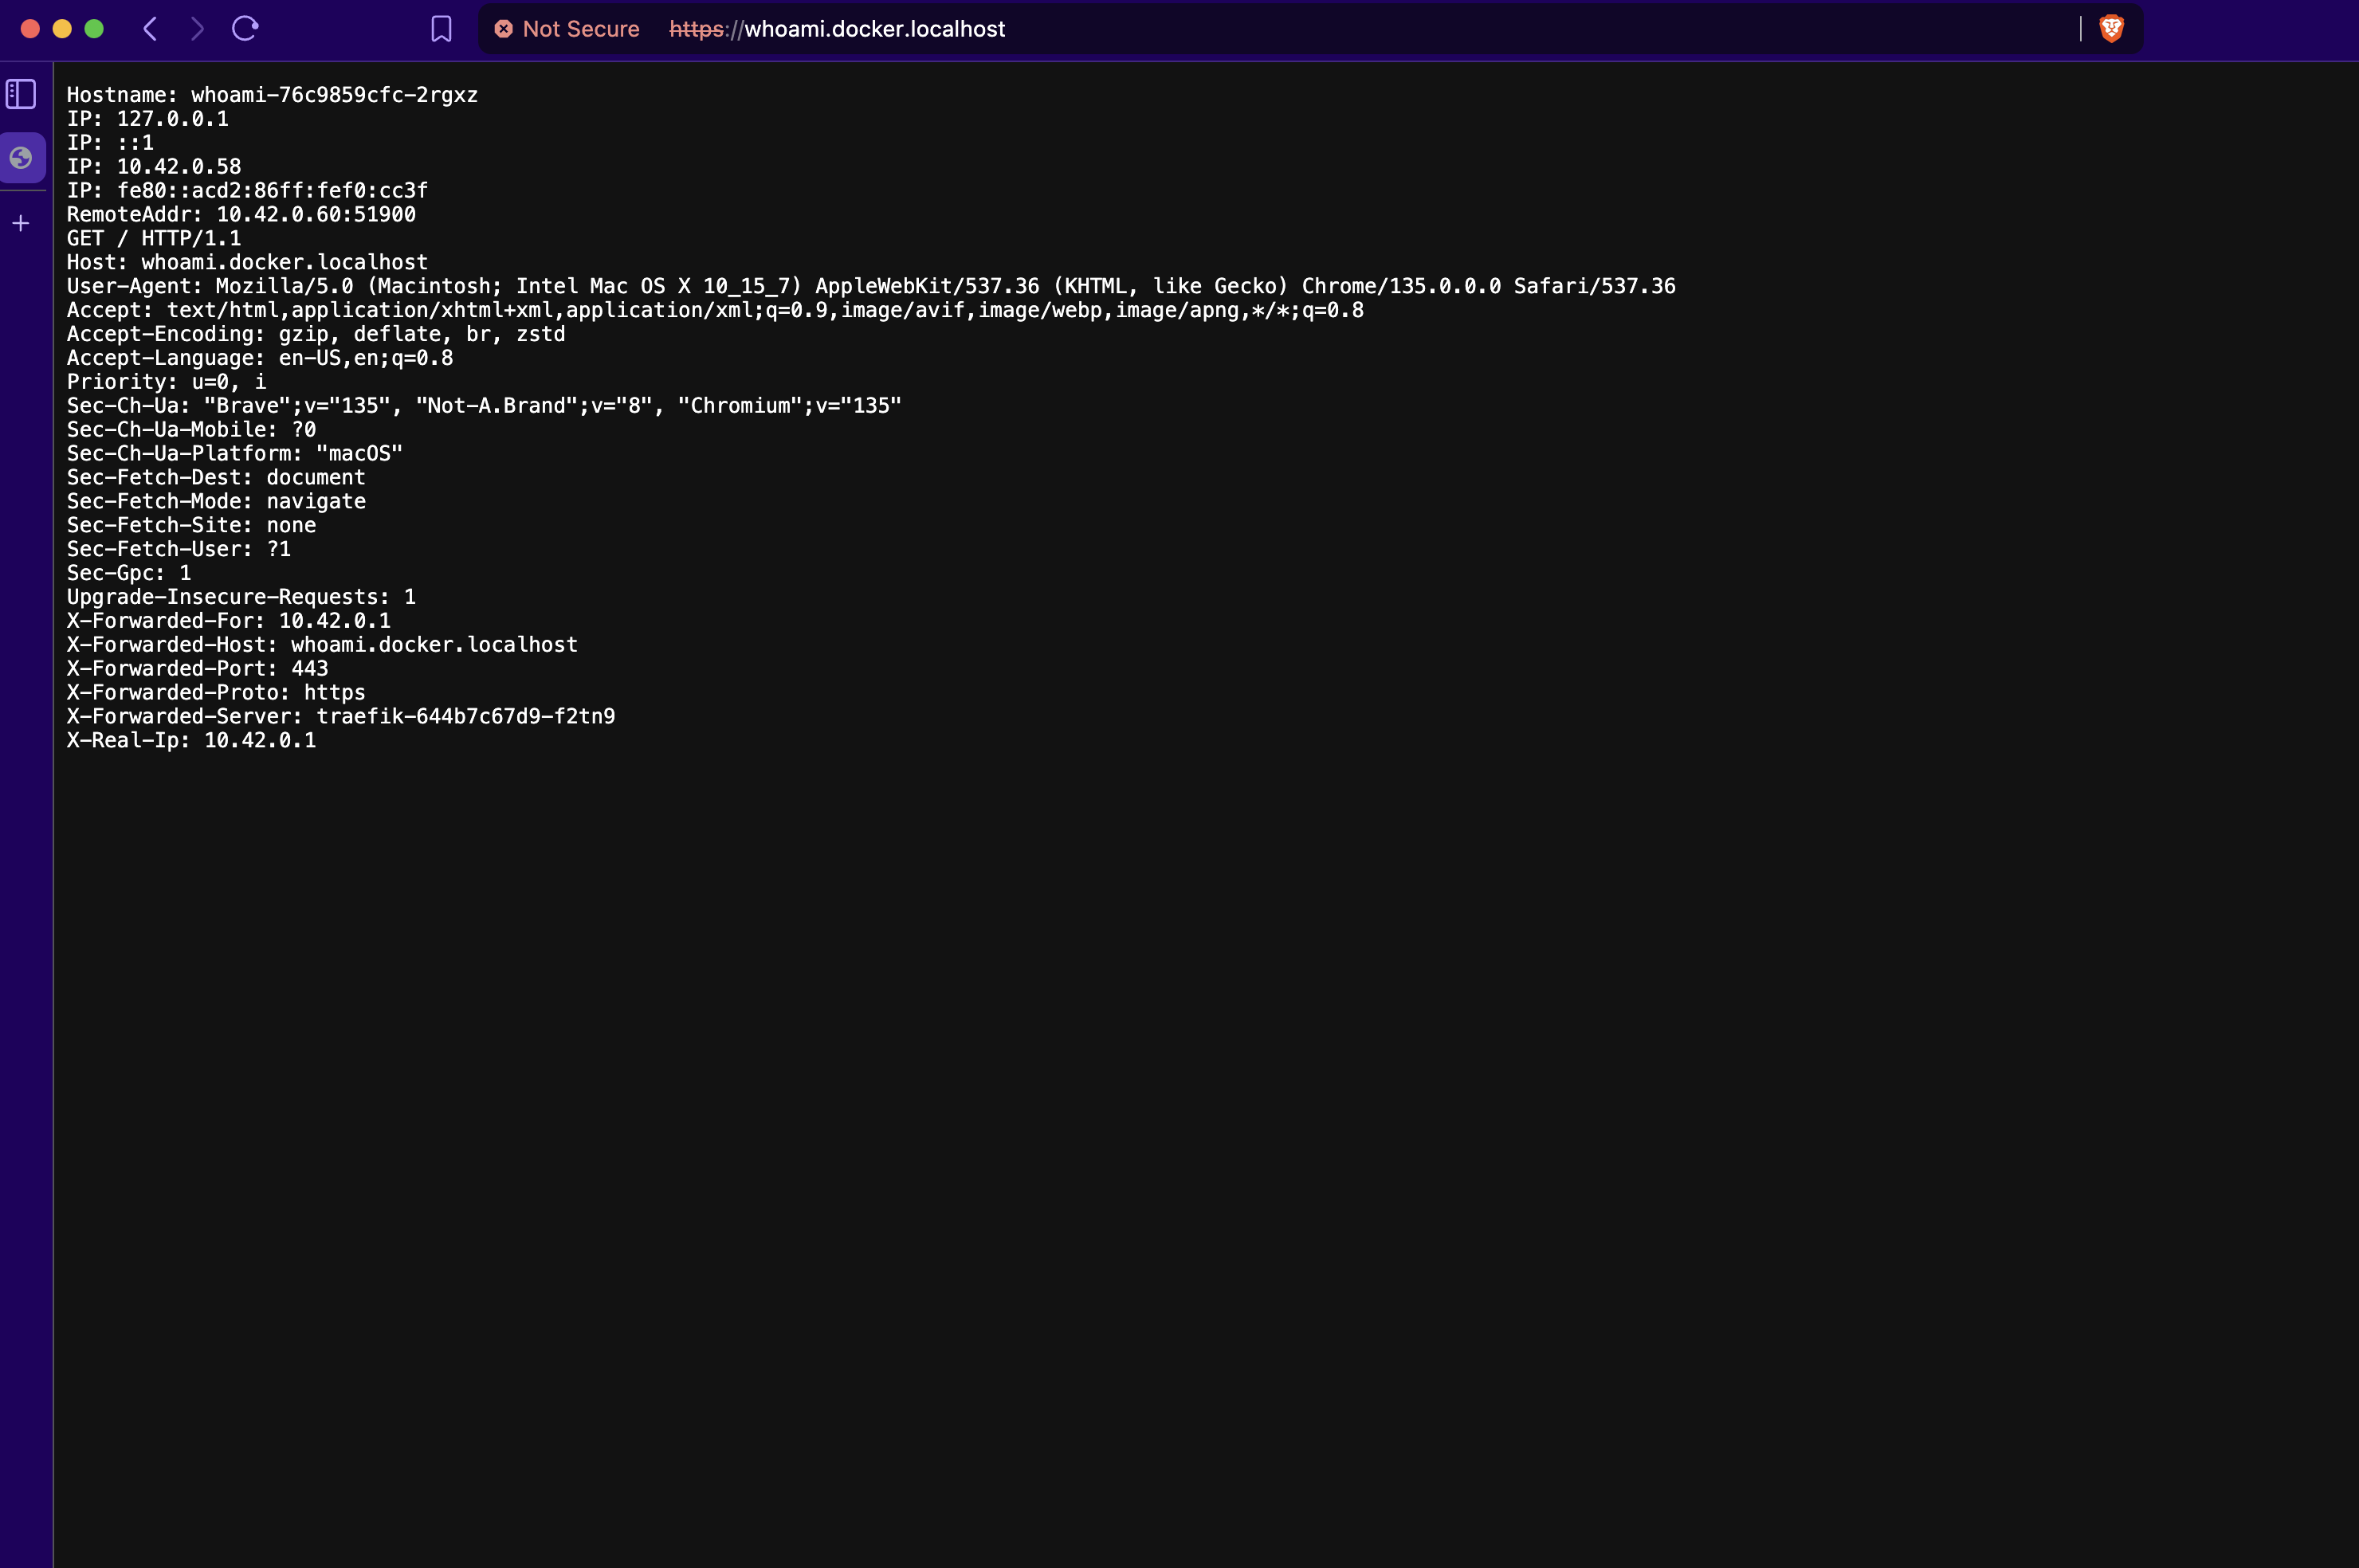 Not Secure https://whoami.docker.localhost
Hostname: whoami-76c9859cfc-2rgxz
IP: 127.0.0.1
IP: ::1
IP: 10.42.0.58
IP: fe80::acd2:86ff:fef0:cc3f
RemoteAddr: 10.42.0.60:51900
GET / HTTP/1.1
Host: whoami.docker.localhost
User-Agent: Mozilla/5.0 (Macintosh; Intel Mac OS X 10_15_7) AppleWebKit/537.36 (KHTML, like Gecko) Chrome/135.0.0.0 Safari/537.36
Accept: text/html,application/xhtml+xml,application/xml;q=0.9,image/avif,image/webp,image/apng,*/*;q=0.8
Accept-Encoding: gzip, deflate, br, zstd
Accept-Language: en-US,en;q=0.8
Priority: u=0, i
Sec-Ch-Ua: "Brave";v="135", "Not-A.Brand";v="8", "Chromium";v="135"
Sec-Ch-Ua-Mobile: ?0
Sec-Ch-Ua-Platform: "macOS"
Sec-Fetch-Dest: document
Sec-Fetch-Mode: navigate
Sec-Fetch-Site: none
Sec-Fetch-User: ?1
Sec-Gpc: 1
Upgrade-Insecure-Requests: 1
X-Forwarded-For: 10.42.0.1
X-Forwarded-Host: whoami.docker.localhost
X-Forwarded-Port: 443
X-Forwarded-Proto: https
X-Forwarded-Server: traefik-644b7c67d9-f2tn9
X-Real-Ip: 10.42.0.1